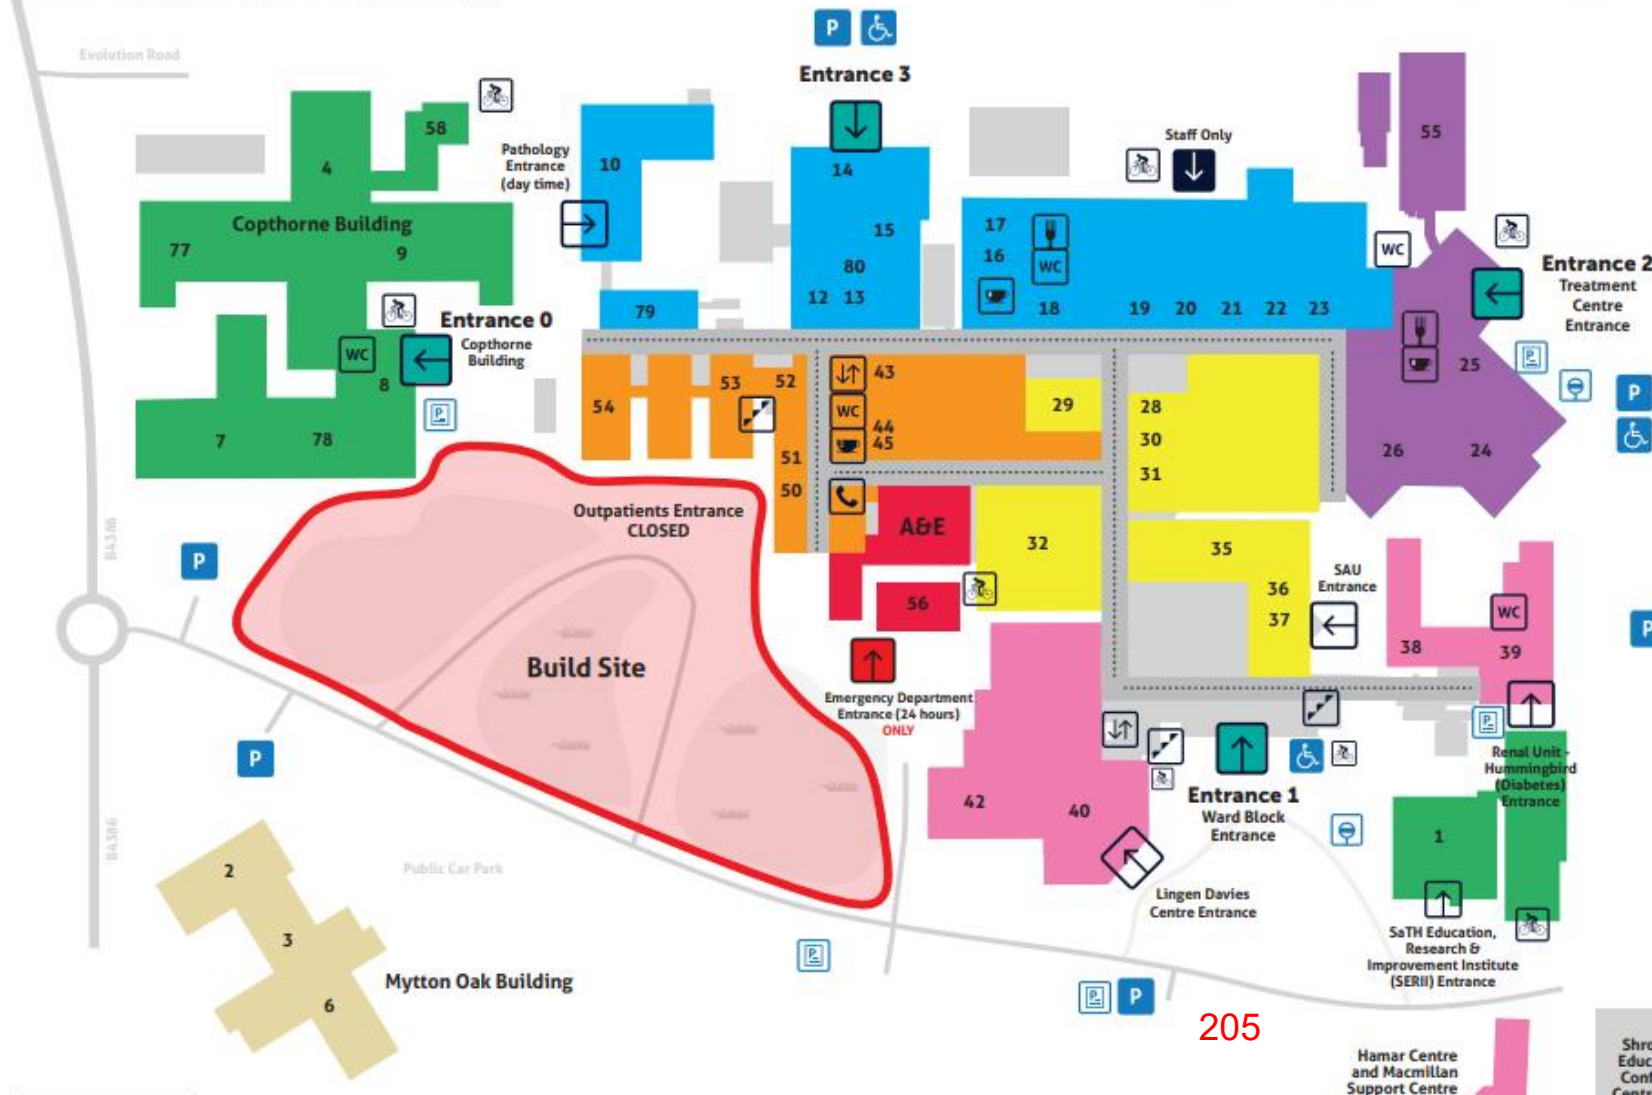 Evolution Road
P
Entrance 3
4
58
Pathology
Entrance
(day time)
10
14
Staff Only
55
Copthorne Building
77
9
15
80
12 13
17
16
WC
18
19 20 21 22 23
WC
Entrance 2
Treatment
Centre
Entrance
79
Entrance 0
Copthorne
Building
WC
8
P
7
78
54
53
52
51
50
43
WC
44
45
29
28
30
31
25
26
24
P
P
Outpatients Entrance
CLOSED
A&E
56
32
35
36
37
SAU
Entrance
38
WC
39
P
B4386
P
P
Build Site
Emergency Department
Entrance (24 hours)
ONLY
P
Renal Unit -
Hummingbird
(Diabetes)
Entrance
42
40
Entrance 1
Ward Block
Entrance
1
B4386
2
3
6
Public Car Park
Mytton Oak Building
Lingen Davies
Centre Entrance
SaTH Education,
Research &
Improvement Institute
(SERII) Entrance
P
P
P
205
Hamar Centre
and Macmillan
Support Centre